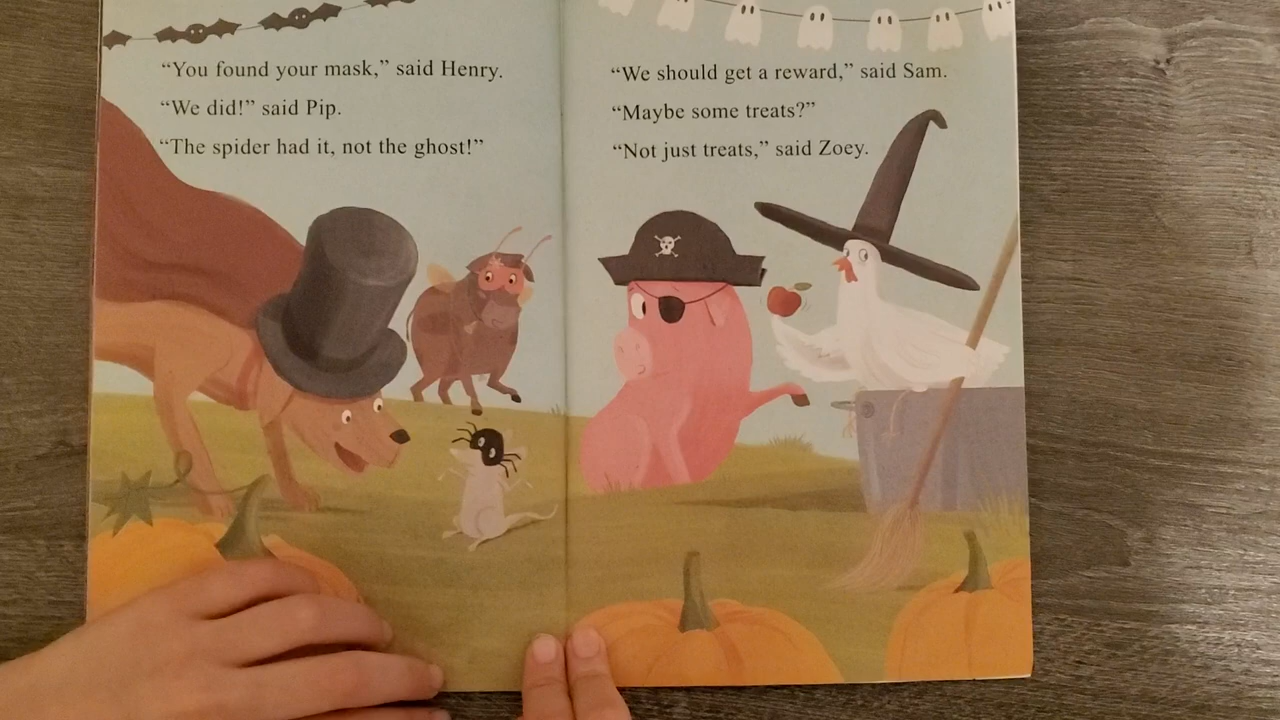 “You found your mask,” said Henry.
“We did!” said Pip.
“The spider had it, not the ghost!”
“We should get a reward,” said Sam.
“Maybe some treats?”
“Not just treats,” said Zoey.